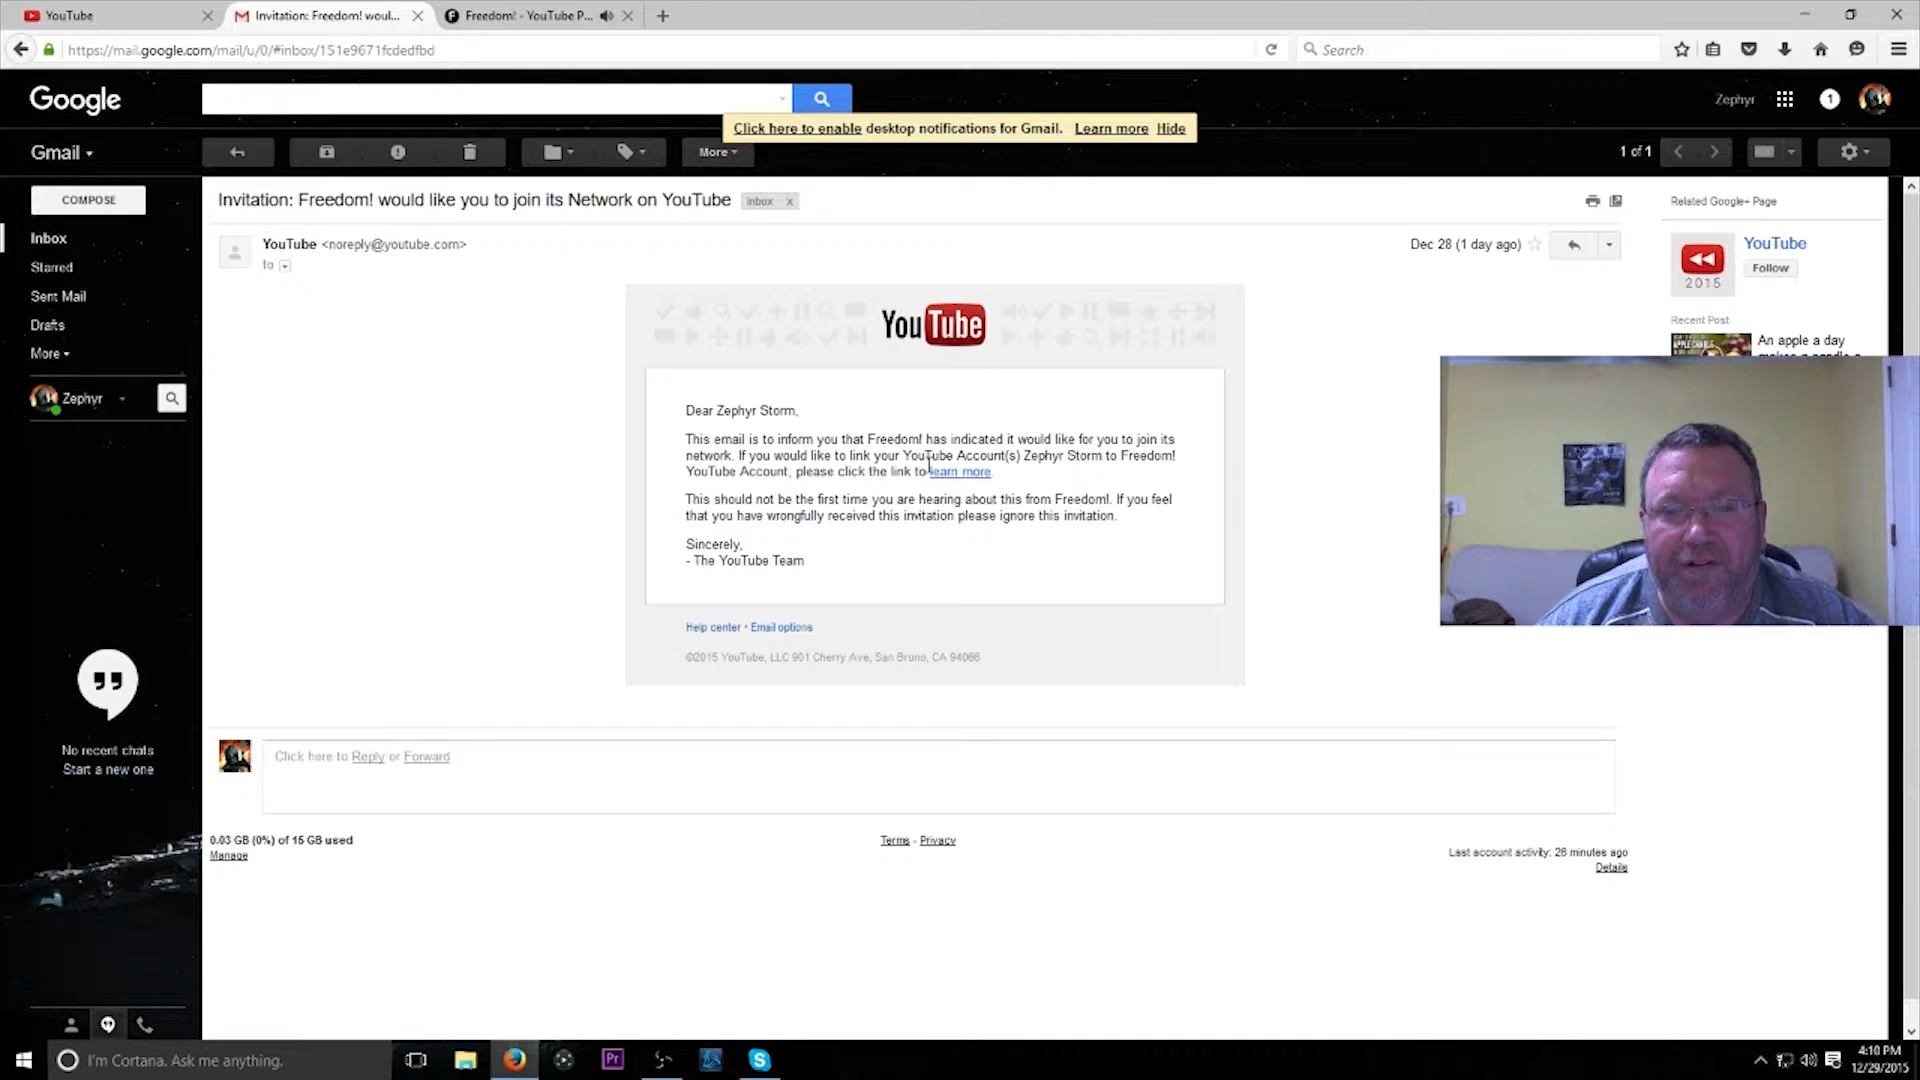 YouTube
Invitation: Freedom! woul...
Freedom! - YouTube P...
https://mail.google.com/mail/u/0/#inbox/151e9671fcdedfbd
Search
Google
Zephyr
1
Click here to enable desktop notifications for Gmail. Learn more Hide
Gmail
More
1 of 1
COMPOSE
Invitation: Freedom! would like you to join its Network on YouTube
Inbox x
Related Google+ Page
Inbox
YouTube <noreply@youtube.com>
Dec 28 (1 day ago)
YouTube
to
Follow
Starred
2015
Sent Mail
Recent Post
Drafts
You Tube
An apple a day
More
Zephyr
Dear Zephyr Storm,
This email is to inform you that Freedom! has indicated it would like for you to join its
network. If you would like to link your YouTube Account(s) Zephyr Storm to Freedom!
YouTube Account, please click the link to learn more.
This should not be the first time you are hearing about this from Freedom!. If you feel
that you have wrongfully received this invitation please ignore this invitation.
Sincerely,
- The YouTube Team
Help center • Email options
©2015 YouTube, LLC 901 Cherry Ave, San Bruno, CA 94066
No recent chats
Start a new one
Click here to Reply or Forward
0.03 GB (0%) of 15 GB used
Manage
Terms - Privacy
Last account activity: 26 minutes ago
Details
I'm Cortana. Ask me anything.
Pr
4:10 PM
12/29/2015